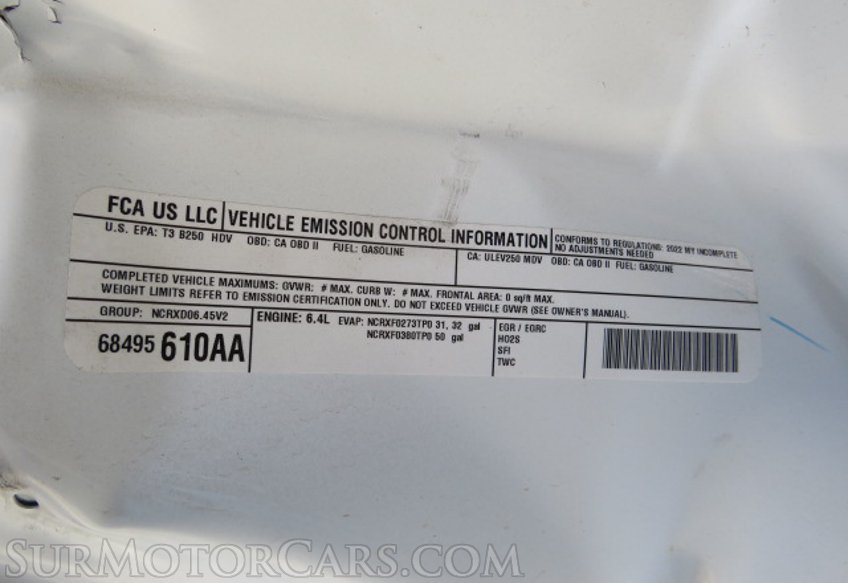 FCA US LLC VEHICLE EMISSION CONTROL INFORMATION
CONFORMS TO REGULATIONS: 2022 MY INCOMPLETE
NO ADJUSTMENTS NEEDED
U.S. EPA: T3 B250 HDV OBD: CA OBD II FUEL: GASOLINE
CA: ULEV250 MDV OBD: CA OBD II FUEL: GASOLINE
COMPLETED VEHICLE MAXIMUMS: GVWR: # MAX. CURB W: # MAX. FRONTAL AREA: 0 sq/ft MAX.
WEIGHT LIMITS REFER TO EMISSION CERTIFICATION ONLY. DO NOT EXCEED VEHICLE GVWR (SEE OWNER'S MANUAL).
GROUP: NCRXD06.45V2
68495 610AA
ENGINE: 6.4L EVAP: NCRXF0273TP0 31, 32 gal
NCRXF0380TP0 50 gal
EGR / EGRC
HO2S
SFI
TWC
SURMOTORCARS.COM